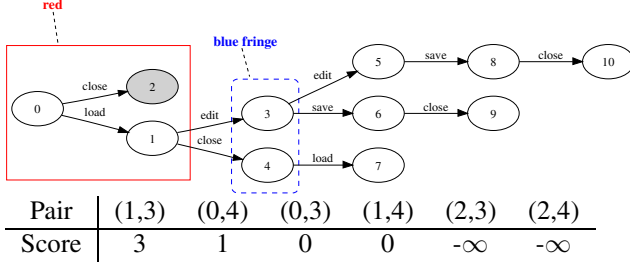 red
blue fringe
5 save 8 close 10
edit
close 2
0 load
edit 3 save 6 close 9
1
close 4 load 7
Pair (1,3) (0,4) (0,3) (1,4) (2,3) (2,4)
Score 3 1 0 0 -∞ -∞